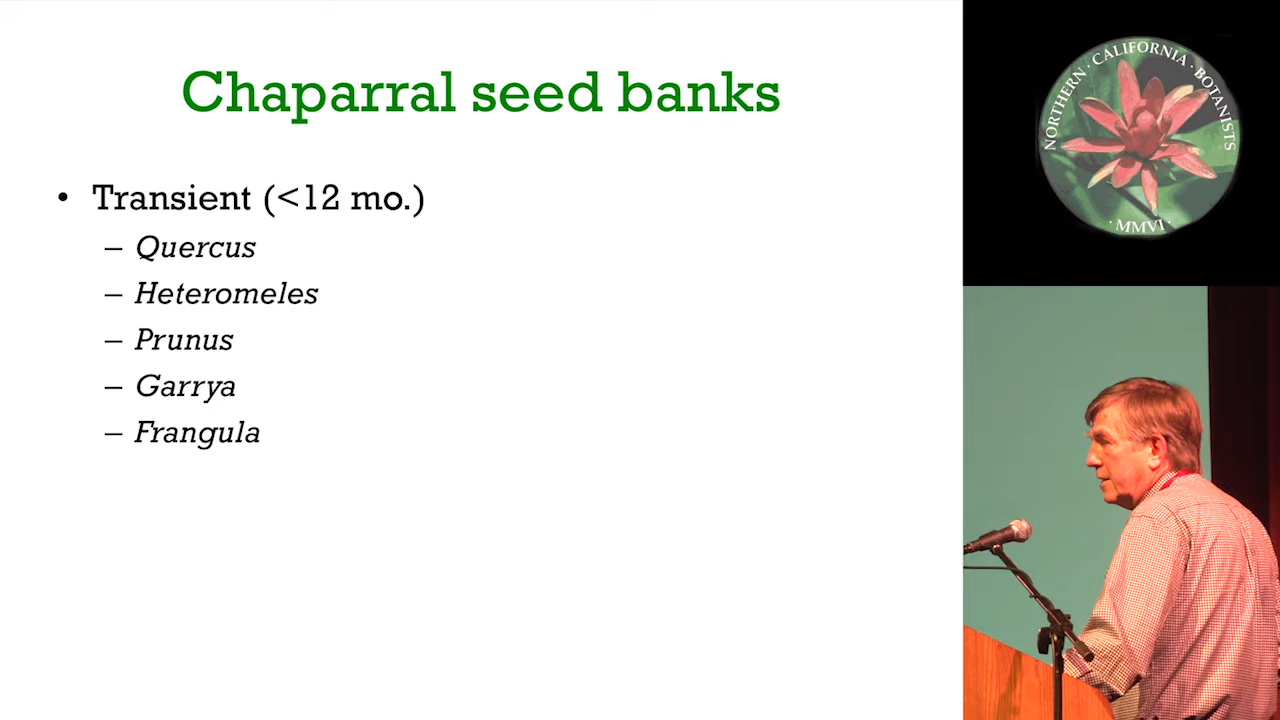 Chaparral seed banks
• Transient (<12 mo.)
– Quercus
– Heteromeles
– Prunus
– Garrya
– Frangula
NORTHERN · CALIFORNIA · BOTANISTS
· MMVI ·